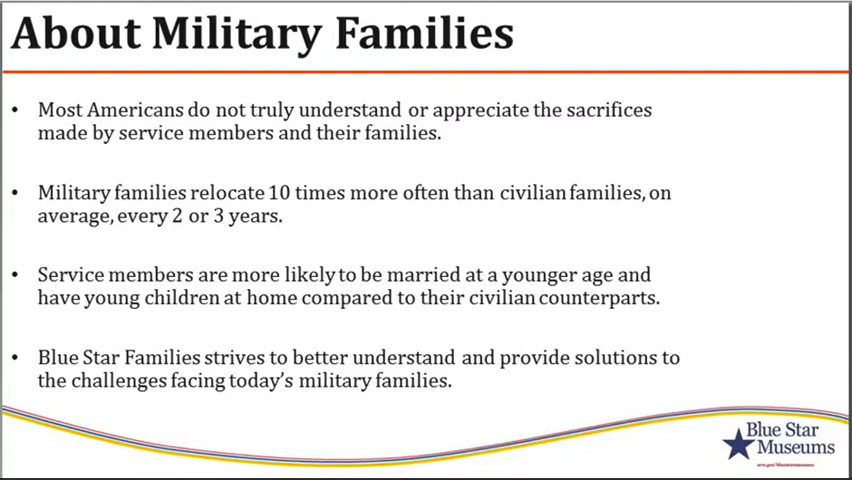 About Military Families
• Most Americans do not truly understand or appreciate the sacrifices
made by service members and their families.
• Military families relocate 10 times more often than civilian families, on
average, every 2 or 3 years.
• Service members are more likely to be married at a younger age and
have young children at home compared to their civilian counterparts.
• Blue Star Families strives to better understand and provide solutions to
the challenges facing today's military families.
Blue Star
Museums